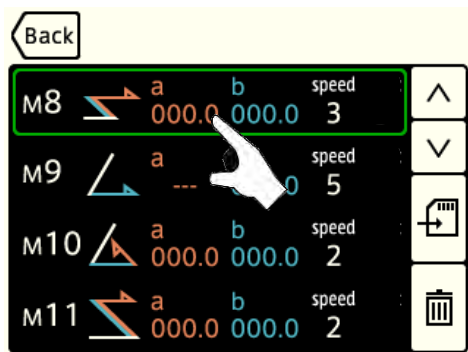 Back
a b speed
M8 000.0 000.0 3
a speed
M9 --- 0 5
a b speed
M10 000.0 000.0 2
a b speed
M11 000.0 000.0 2